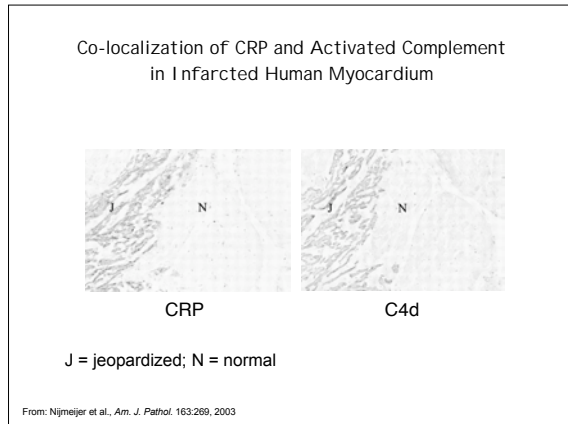 Co-localization of CRP and Activated Complement
in Infarcted Human Myocardium
J N
J N
CRP C4d
J = jeopardized; N = normal
From: Nijmeijer et al., Am. J. Pathol. 163:269, 2003